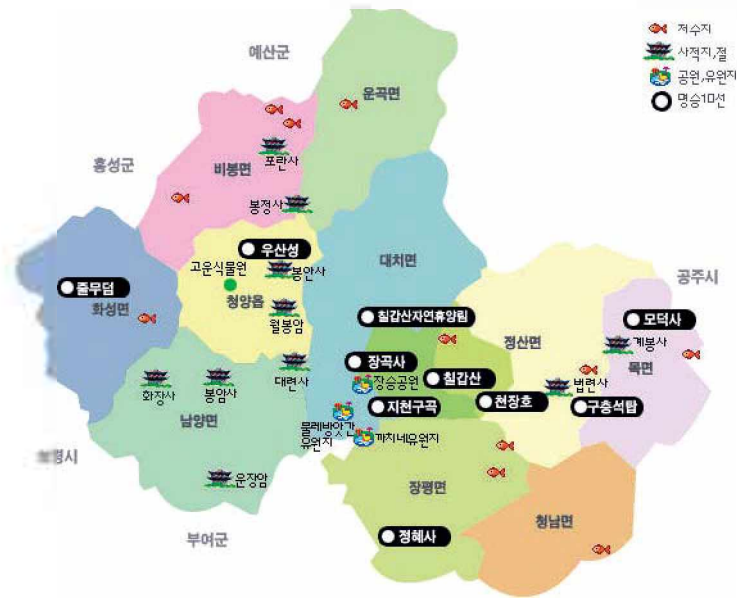 저수지
사적지,절
공원,유원지
명승10선
예산군
운곡면
홍성군
비봉면
포란사
봉정사
우산성
고운식물원
봉안사
대치면
공주시
줄무덤
청양읍
화성면
월봉암
칠갑산자연휴양림
모덕사
정산면
계봉사
장곡사
대련사
칠갑산
목면
장승공원
법련사
화장사
봉암사
지천구곡
천장호
구층석탑
남양면
물레방앗간
유원지
까치네유원지
령시
운장암
장평면
청남면
정혜사
부여군